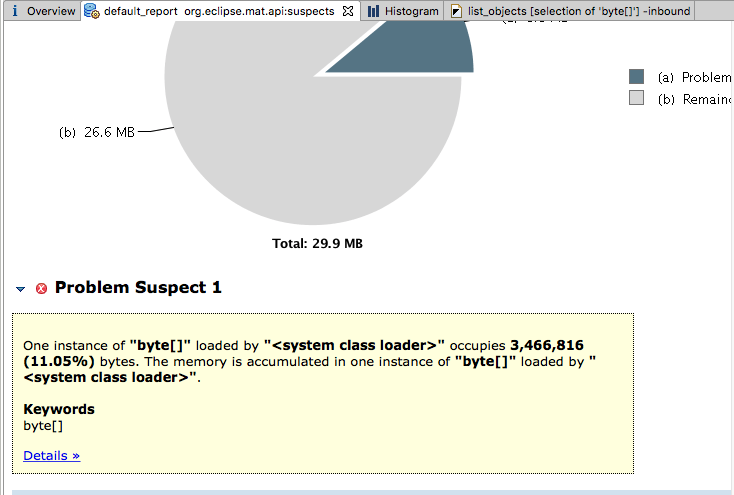 i Overview default_report org.eclipse.mat.api:suspects Histogram list_objects [selection of 'byte[]'] -inbound
(a) Problem
(b) Remain
(b) 26.6 MB
Total: 29.9 MB
Problem Suspect 1
One instance of "byte[]" loaded by "<system class loader>" occupies 3,466,816
(11.05%) bytes. The memory is accumulated in one instance of "byte[]" loaded by "
<system class loader>".
Keywords
byte[]
Details »